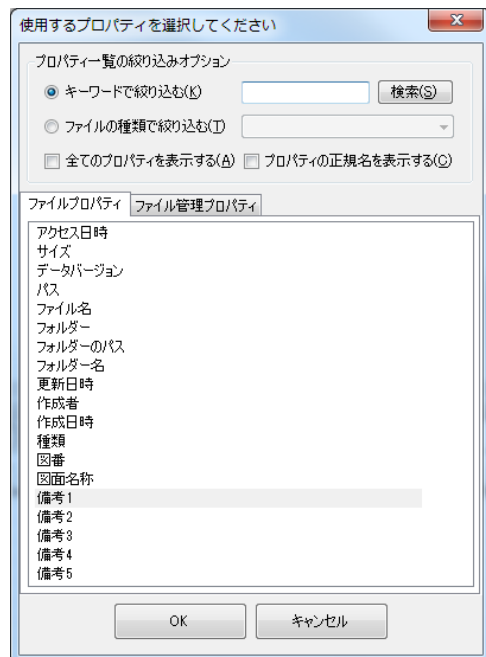 使用するプロパティを選択してください
プロパティ一覧の絞り込みオプション
キーワードで絞り込む(K)
検索(S)
ファイルの種類で絞り込む(T)
全てのプロパティを表示する(A) プロパティの正規名を表示する(C)
ファイルプロパティ ファイル管理プロパティ
アクセス日時
サイズ
データバージョン
パス
ファイル名
フォルダー
フォルダーのパス
フォルダー名
更新日時
作成者
作成日時
種類
図番
図面名称
備考1
備考2
備考3
備考4
備考5
OK キャンセル